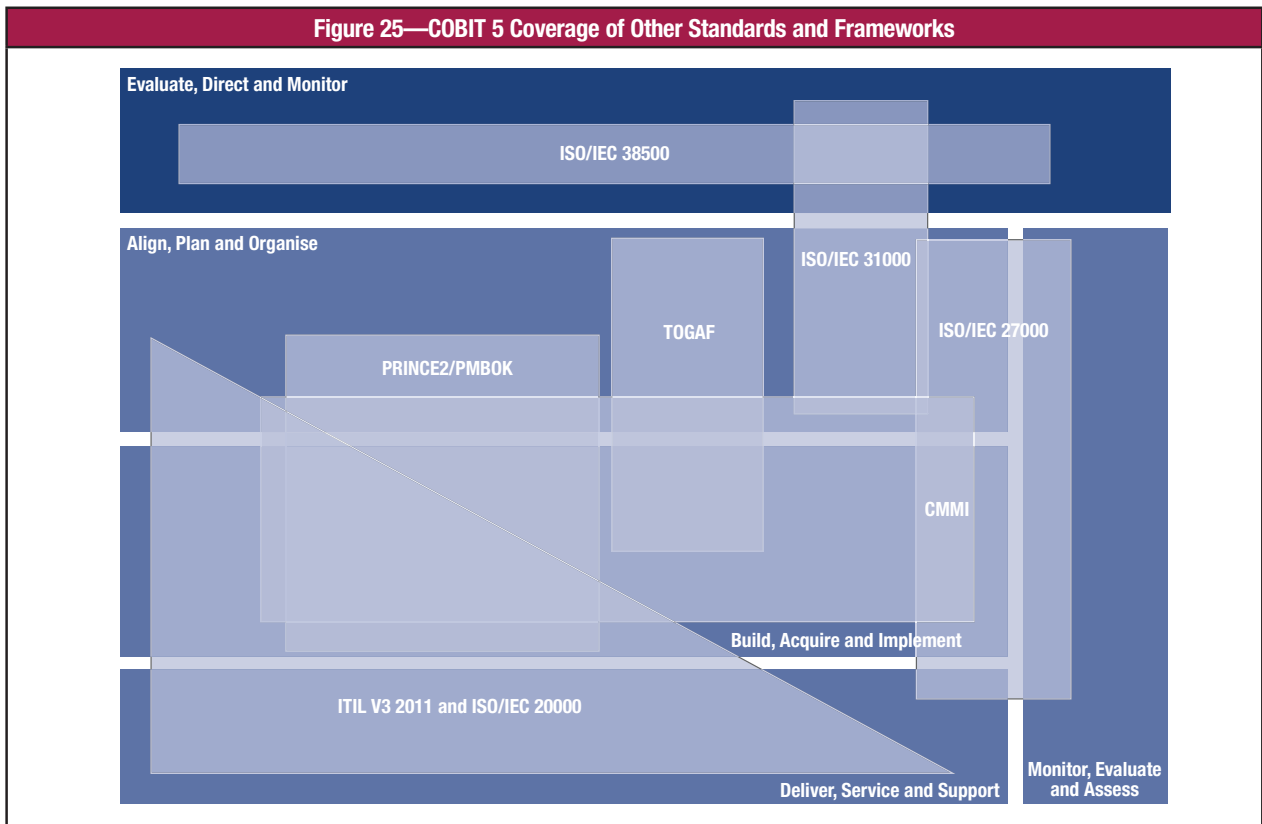 Figure 25—COBIT 5 Coverage of Other Standards and Frameworks
Evaluate, Direct and Monitor
ISO/IEC 38500
Align, Plan and Organise
ISO/IEC 31000
TOGAF
ISO/IEC 27000
PRINCE2/PMBOK
CMMI
Build, Acquire and Implement
ITIL V3 2011 and ISO/IEC 20000
Deliver, Service and Support
Monitor, Evaluate
and Assess